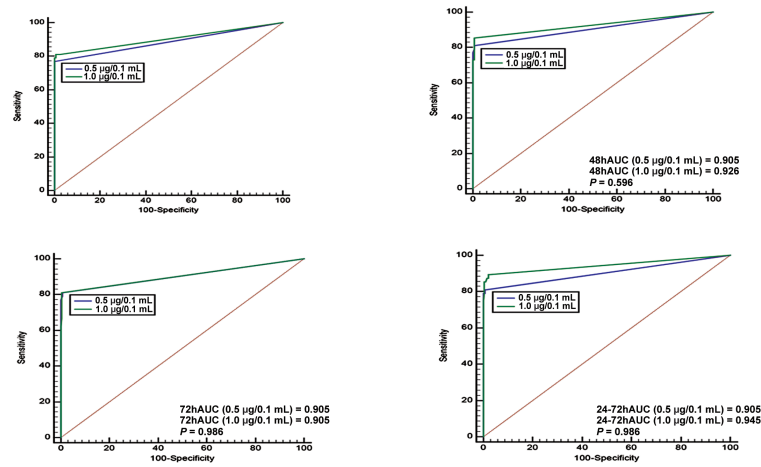 100
80
60
40
20
0
Sensitivity
0.5 µg/0.1 mL
1.0 µg/0.1 mL
0 20 40 60 80 100
100-Specificity
100
80
60
40
20
0
Sensitivity
0.5 µg/0.1 mL
1.0 µg/0.1 mL
48hAUC (0.5 µg/0.1 mL) = 0.905
48hAUC (1.0 µg/0.1 mL) = 0.926
P = 0.596
0 20 40 60 80 100
100-Specificity
100
80
60
40
20
0
Sensitivity
0.5 µg/0.1 mL
1.0 µg/0.1 mL
72hAUC (0.5 µg/0.1 mL) = 0.905
72hAUC (1.0 µg/0.1 mL) = 0.905
P = 0.986
0 20 40 60 80 100
100-Specificity
100
80
60
40
20
0
Sensitivity
0.5 µg/0.1 mL
1.0 µg/0.1 mL
24-72hAUC (0.5 µg/0.1 mL) = 0.905
24-72hAUC (1.0 µg/0.1 mL) = 0.945
P = 0.986
0 20 40 60 80 100
100-Specificity